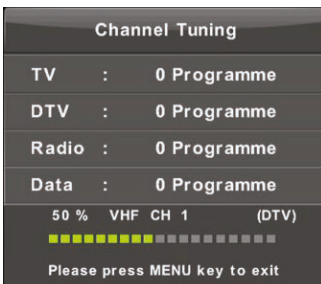 Channel Tuning
TV : 0 Programme
DTV : 0 Programme
Radio : 0 Programme
Data : 0 Programme
50 % VHF CH 1 (DTV)
Please press MENU key to exit